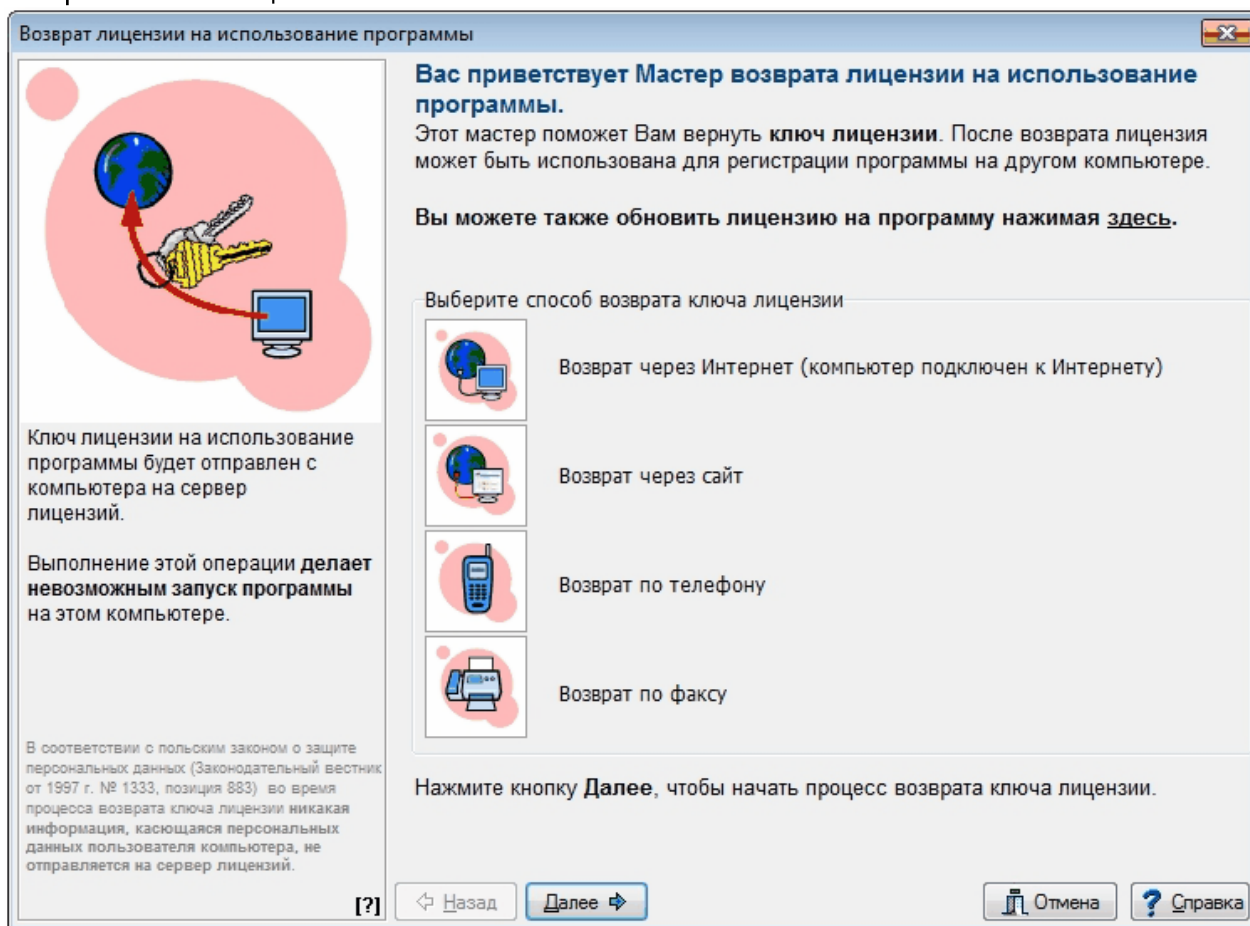 Возврат лицензии на использование программы
Вас приветствует Мастер возврата лицензии на использование
программы.
Этот мастер поможет Вам вернуть ключ лицензии. После возврата лицензия
может быть использована для регистрации программы на другом компьютере.
Вы можете также обновить лицензию на программу нажимая здесь.
Выберите способ возврата ключа лицензии
Возврат через Интернет (компьютер подключен к Интернету)
Возврат через сайт
Возврат по телефону
Возврат по факсу
Нажмите кнопку Далее, чтобы начать процесс возврата ключа лицензии.
Ключ лицензии на использование
программы будет отправлен с
компьютера на сервер
лицензий.
Выполнение этой операции делает
невозможным запуск программы
на этом компьютере.
В соответствии с польским законом о защите
персональных данных (Законодательный вестник
от 1997 г. № 1333, позиция 883) во время
процесса возврата ключа лицензии никакая
информация, касющаяся персональных
данных пользователя компьютера, не
отправляется на сервер лицензий.
[?]
Назад
Далее
Отмена
Справка